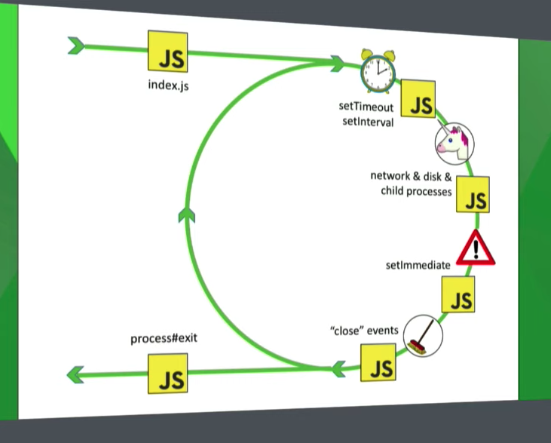 JS
index.js
setTimeout
setInterval
JS
network & disk &
child processes
JS
setImmediate
JS
"close" events
JS
process#exit
JS